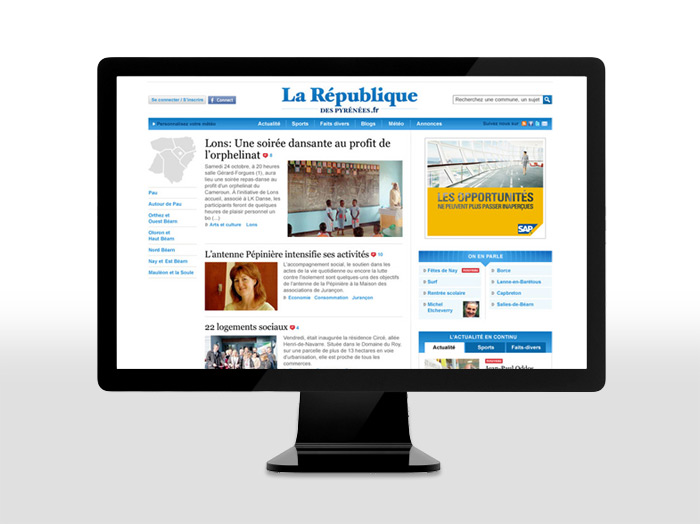 Se connecter / S'inscrire
Connect
La République
DES PYRÉNÉES.fr
Recherchez une commune, un sujet
Personnalisez votre météo
Actualité
Sports
Faits divers
Blogs
Météo
Annonces
Suivez nous sur
Pau
Autour de Pau
Orthez et
Ouest Béarn
Oloron et
Haut Béarn
Nord Béarn
Nay et Est Béarn
Mauléon et la Soule
Lons: Une soirée dansante au profit de
l'orphelinat
Samedi 24 octobre, à 20 heures
salle Gérard-Forgues (1), aura
lieu une soirée repas-danse au
profit d'un orphelinat du
Cameroun. À l'initiative de Lons
accueil, associé à LK Danse, les
participants feront de quelques
heures de plaisir personnel un
bo (...)
Arts et culture Lons
L'antenne Pépinière intensifie ses activités 10
L'accompagnement social, le soutien dans les
actes de la vie quotidienne ou encore la lutte
contre l'isolement sont quelques-uns des objectifs
de l'antenne Pépinière à la Maison des
associations de Jurançon.
Economie Consommation Jurançon
22 logements sociaux 4
Vendredi, était inaugurée la résidence Circé, allée
Henri-de-Navarre. Située dans le Domaine du Roy,
sur une parcelle de plus de 13-hectares en voie
d'urbanisation, elle est proche de tous les
commerces.
LES OPPORTUNITÉS
NE PEUVENT PLUS PASSER INAPERÇUES
SAP
ON EN PARLE
Fêtes de Nay
Surf
Rentrée scolaire
Michel
Etcheverry
Borce
Lanne-en-Barétous
Capbreton
Salies-de-Béarn
L'ACTUALITÉ EN CONTINU
Actualité
Sports
Faits-divers